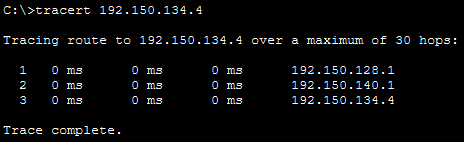 C:\>tracert 192.150.134.4
Tracing route to 192.150.134.4 over a maximum of 30 hops:
1 0 ms 0 ms 0 ms 192.150.128.1
2 0 ms 0 ms 0 ms 192.150.140.1
3 0 ms 0 ms 0 ms 192.150.134.4
Trace complete.